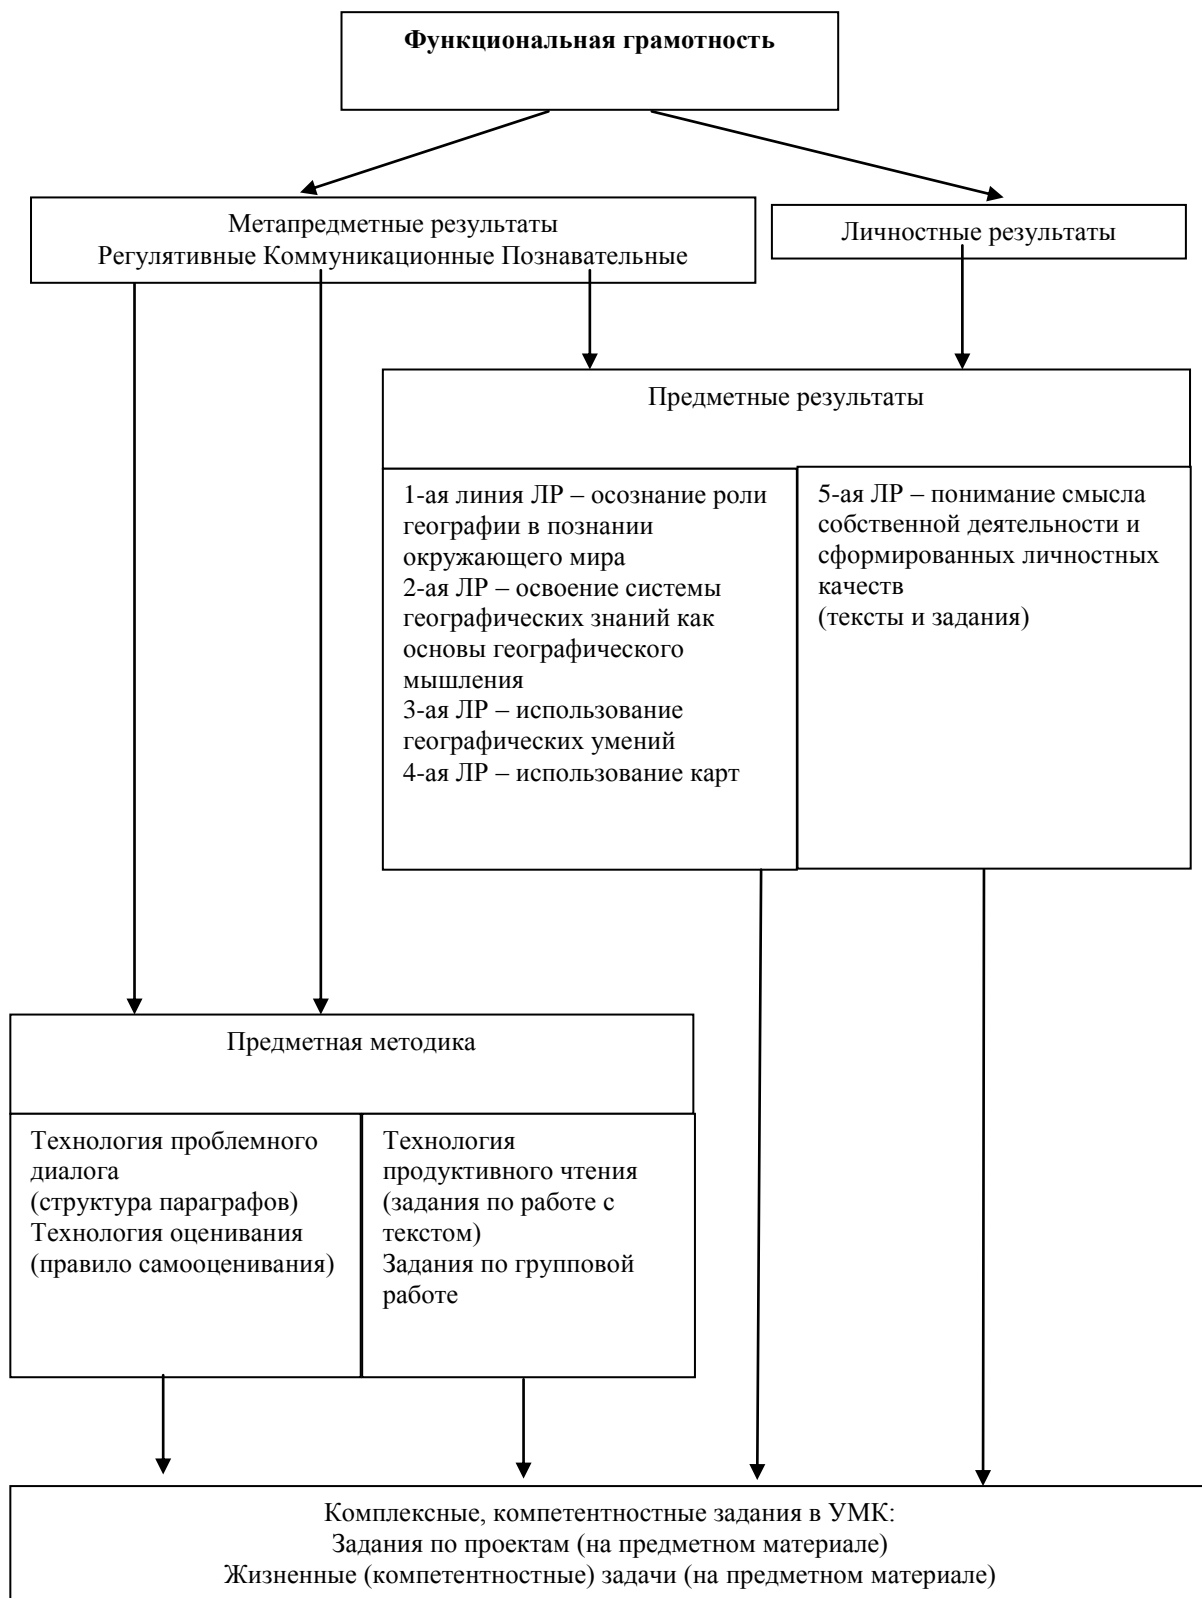 Функциональная грамотность
Метапредметные результаты
Регулятивные Коммуникационные Познавательные
Личностные результаты
Предметные результаты
1-ая линия ЛР – осознание роли
географии в познании
окружающего мира
2-ая ЛР – освоение системы
географических знаний как
основы географического
мышления
3-ая ЛР – использование
географических умений
4-ая ЛР – использование карт
5-ая ЛР – понимание смысла
собственной деятельности и
сформированных личностных
качеств
(тексты и задания)
Предметная методика
Технология проблемного
диалога
(структура параграфов)
Технология оценивания
(правило самооценивания)
Технология
продуктивного чтения
(задания по работе с
текстом)
Задания по групповой
работе
Комплексные, компетентностные задания в УМК:
Задания по проектам (на предметном материале)
Жизненные (компетентностные) задачи (на предметном материале)